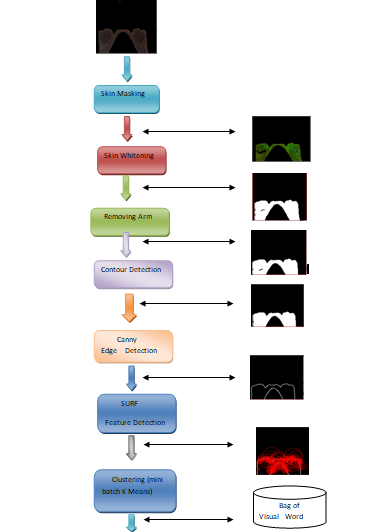 Skin Masking
Skin Whitening
Removing Arm
Contour Detection
Canny
Edge Detection
SURF
Feature Detection
Clustering (mini
batch K Means)
Bag of
Visual Word